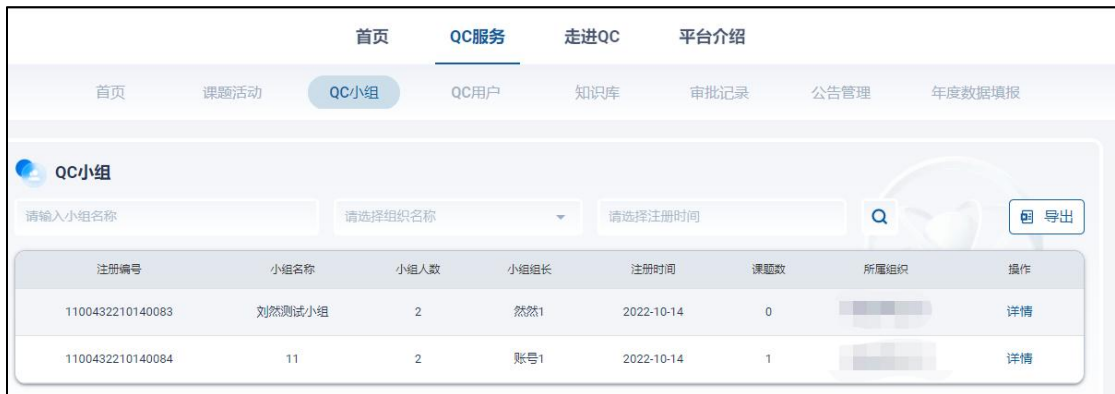 首页 QC服务 走进QC 平台介绍
首页 课题活动 QC小组 QC用户 知识库 审批记录 公告管理 年度数据填报
QC小组
请输入小组名称 请选择组织名称 请选择注册时间 导出
注册编号 小组名称 小组人数 小组组长 注册时间 课题数 所属组织 操作
1100432210140083 刘然测试小组 2 然然1 2022-10-14 0 详情
1100432210140084 11 2 账号1 2022-10-14 1 详情